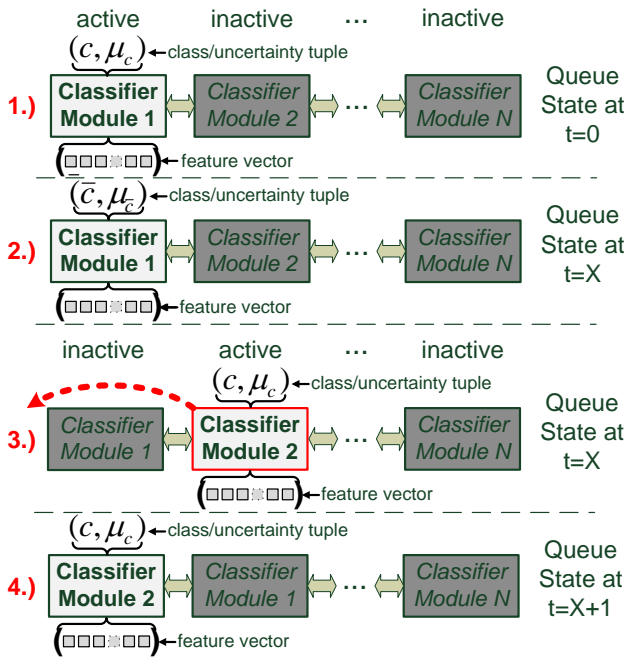 active inactive ... inactive
(c, μ_c) class/uncertainty tuple
1.) Classifier Module 1 Classifier Module 2 ... Classifier Module N Queue State at t=0
feature vector
(c̄, μ_c̄) class/uncertainty tuple
2.) Classifier Module 1 Classifier Module 2 ... Classifier Module N Queue State at t=X
feature vector
inactive active ... inactive
(c, μ_c) class/uncertainty tuple
3.) Classifier Module 1 Classifier Module 2 ... Classifier Module N Queue State at t=X
feature vector
(c, μ_c) class/uncertainty tuple
4.) Classifier Module 2 Classifier Module 1 ... Classifier Module N Queue State at t=X+1
feature vector